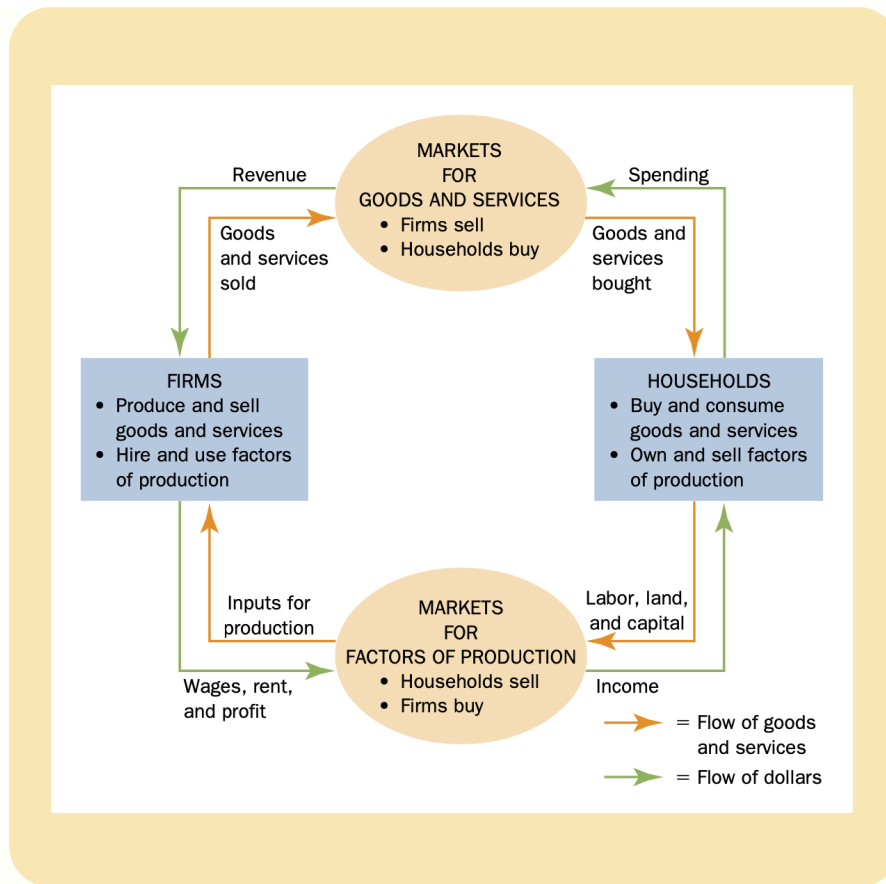 MARKETS
FOR
GOODS AND SERVICES
• Firms sell
• Households buy
Revenue
Spending
Goods
and services
sold
Goods and
services
bought
FIRMS
• Produce and sell
goods and services
• Hire and use factors
of production
HOUSEHOLDS
• Buy and consume
goods and services
• Own and sell factors
of production
Inputs for
production
Labor, land,
and capital
MARKETS
FOR
FACTORS OF PRODUCTION
• Households sell
• Firms buy
Wages, rent,
and profit
Income
= Flow of goods
and services
= Flow of dollars